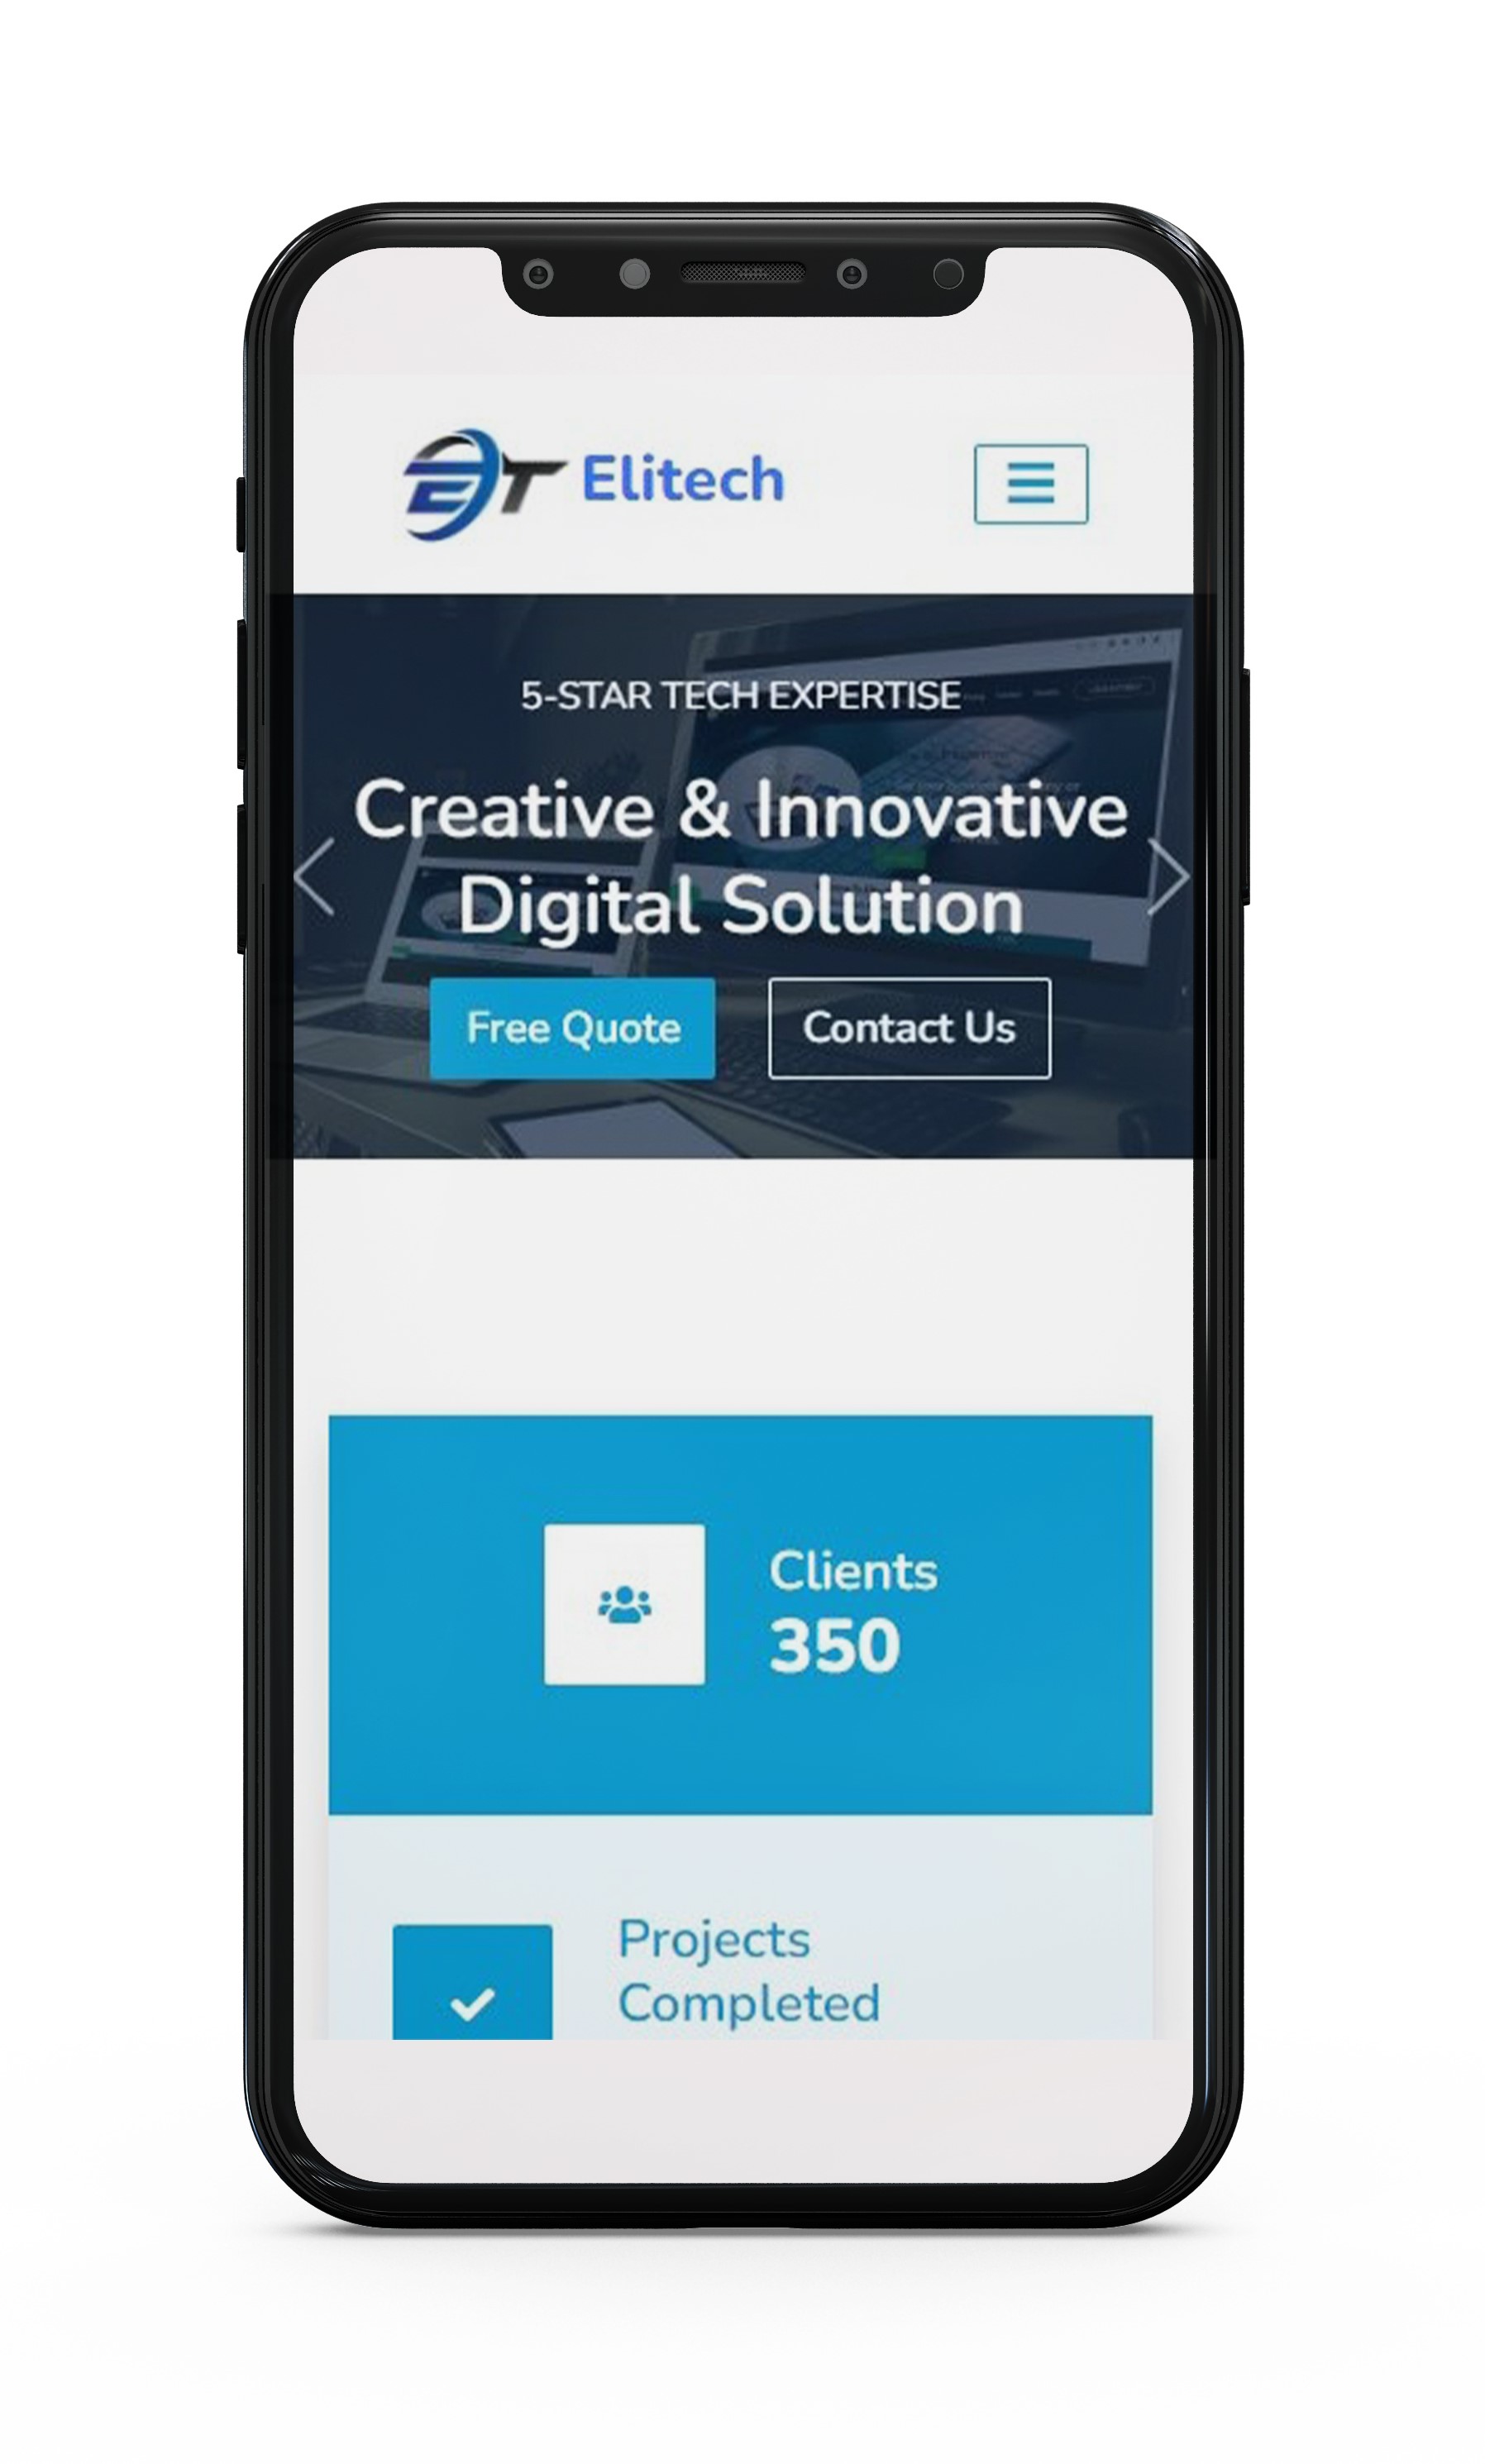 ET Elitech
5-STAR TECH EXPERTISE
Creative & Innovative
Digital Solution
Free Quote
Contact Us
Clients
350
Projects
Completed